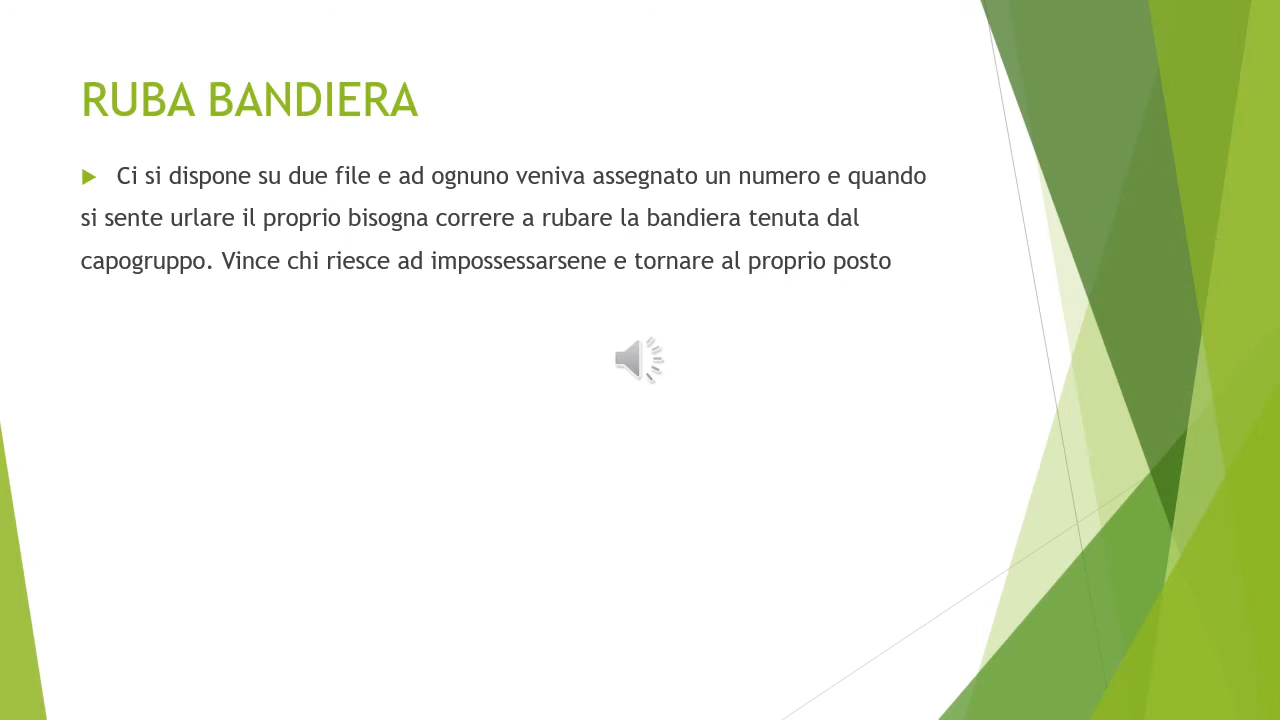 RUBA BANDIERA
Ci si dispone su due file e ad ognuno veniva assegnato un numero e quando
si sente urlare il proprio bisogna correre a rubare la bandiera tenuta dal
capogruppo. Vince chi riesce ad impossessarsene e tornare al proprio posto